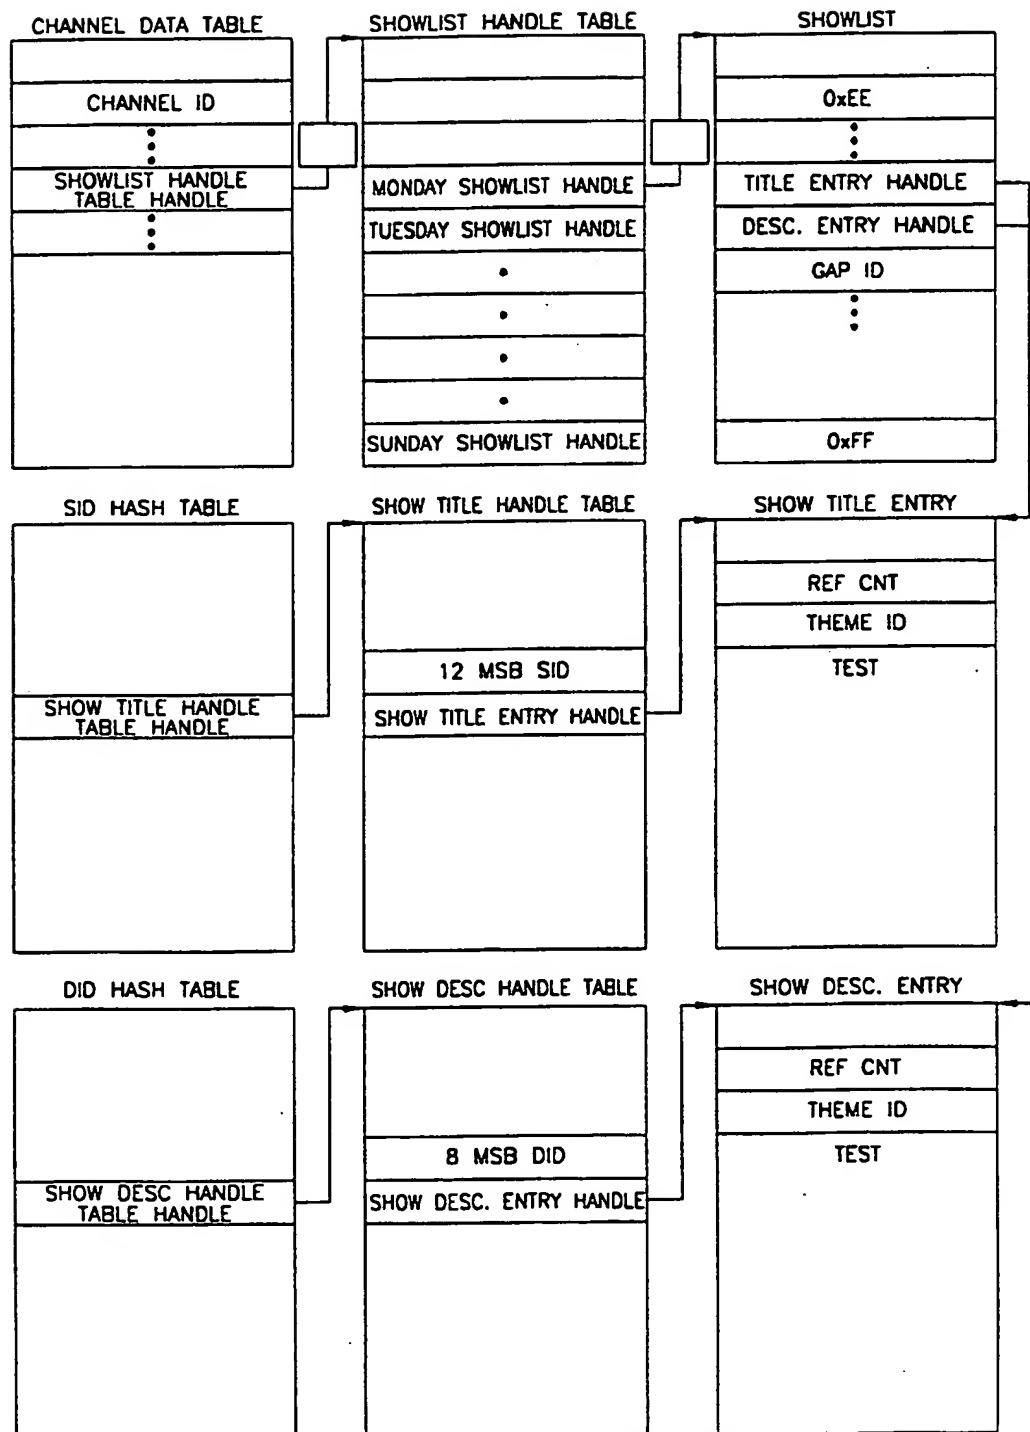 CHANNEL DATA TABLE
CHANNEL ID
SHOWLIST HANDLE
TABLE HANDLE
SHOWLIST HANDLE TABLE
MONDAY SHOWLIST HANDLE
TUESDAY SHOWLIST HANDLE
SUNDAY SHOWLIST HANDLE
SHOWLIST
0xEE
TITLE ENTRY HANDLE
DESC. ENTRY HANDLE
GAP ID
0xFF
SID HASH TABLE
SHOW TITLE HANDLE
TABLE HANDLE
SHOW TITLE HANDLE TABLE
12 MSB SID
SHOW TITLE ENTRY HANDLE
SHOW TITLE ENTRY
REF CNT
THEME ID
TEST
DID HASH TABLE
SHOW DESC HANDLE
TABLE HANDLE
SHOW DESC HANDLE TABLE
8 MSB DID
SHOW DESC. ENTRY HANDLE
SHOW DESC. ENTRY
REF CNT
THEME ID
TEST